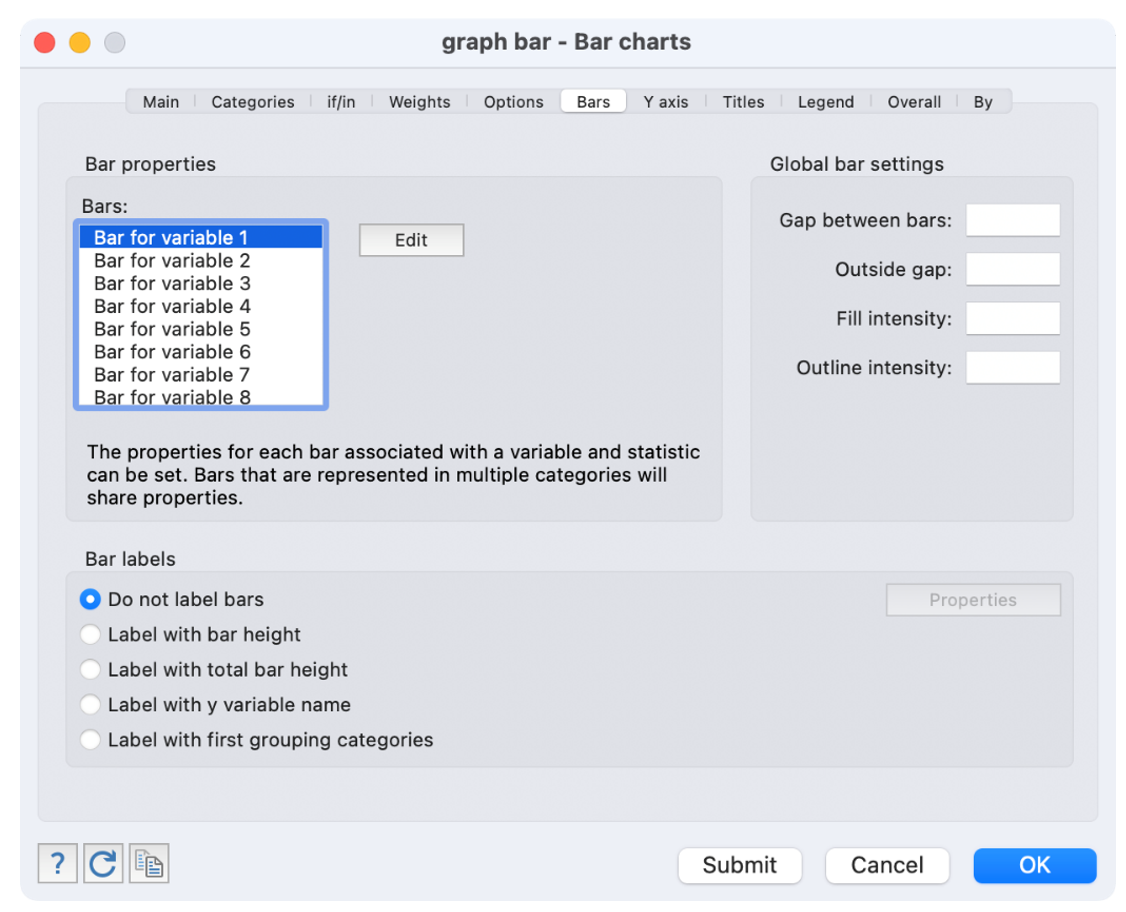 graph bar - Bar charts
Main Categories if/in Weights Options Bars Y axis Titles Legend Overall By
Bar properties
Bars:
Bar for variable 1
Bar for variable 2
Bar for variable 3
Bar for variable 4
Bar for variable 5
Bar for variable 6
Bar for variable 7
Bar for variable 8
Edit
The properties for each bar associated with a variable and statistic
can be set. Bars that are represented in multiple categories will
share properties.
Global bar settings
Gap between bars:
Outside gap:
Fill intensity:
Outline intensity:
Bar labels
Do not label bars
Label with bar height
Label with total bar height
Label with y variable name
Label with first grouping categories
Properties
?
Submit Cancel OK